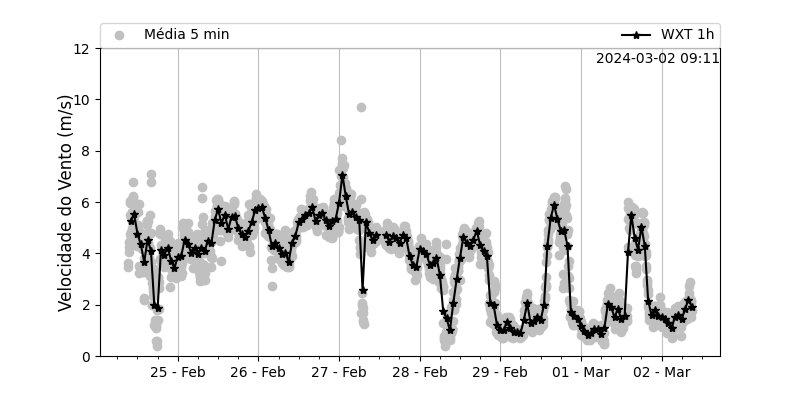 Média 5 min
WXT 1h
2024-03-02 09:11
Velocidade do Vento (m/s)
12
10
8
6
4
2
0
25 - Feb
26 - Feb
27 - Feb
28 - Feb
29 - Feb
01 - Mar
02 - Mar